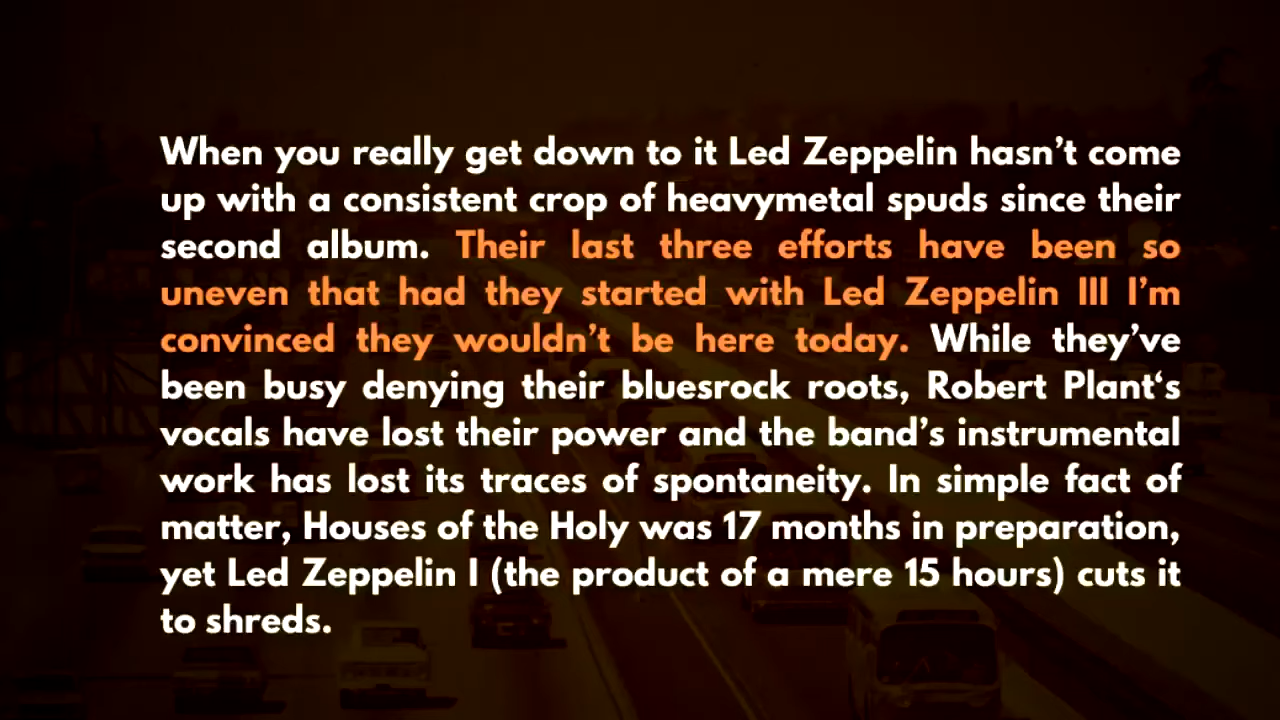 When you really get down to it Led Zeppelin hasn’t come
up with a consistent crop of heavymetal spuds since their
second album. Their last three efforts have been so
uneven that had they started with Led Zeppelin III I’m
convinced they wouldn’t be here today. While they’ve
been busy denying their bluesrock roots, Robert Plant‘s
vocals have lost their power and the band’s instrumental
work has lost its traces of spontaneity. In simple fact of
matter, Houses of the Holy was 17 months in preparation,
yet Led Zeppelin I (the product of a mere 15 hours) cuts it
to shreds.